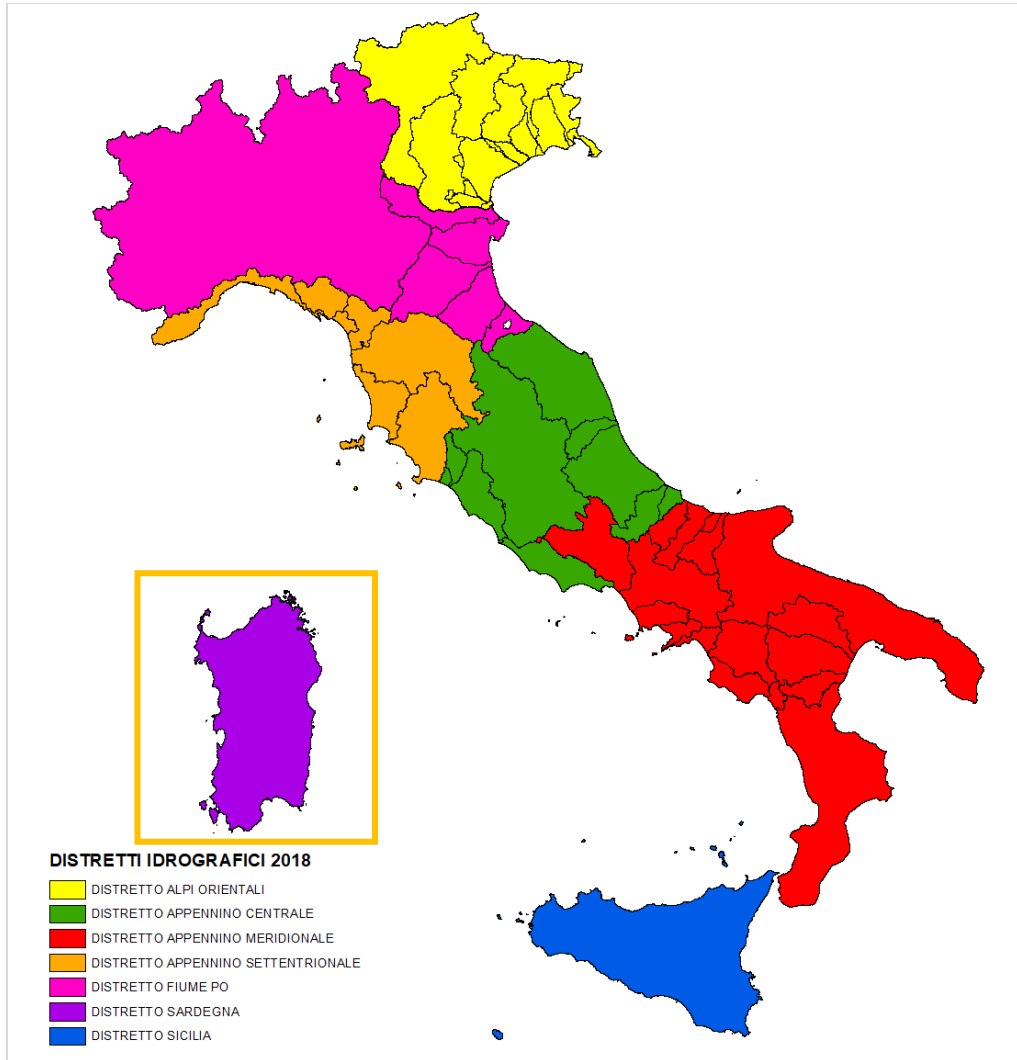 DISTRETTI IDROGRAFICI 2018
DISTRETTO ALPI ORIENTALI
DISTRETTO APPENNINO CENTRALE
DISTRETTO APPENNINO MERIDIONALE
DISTRETTO APPENNINO SETTENTRIONALE
DISTRETTO FIUME PO
DISTRETTO SARDEGNA
DISTRETTO SICILIA